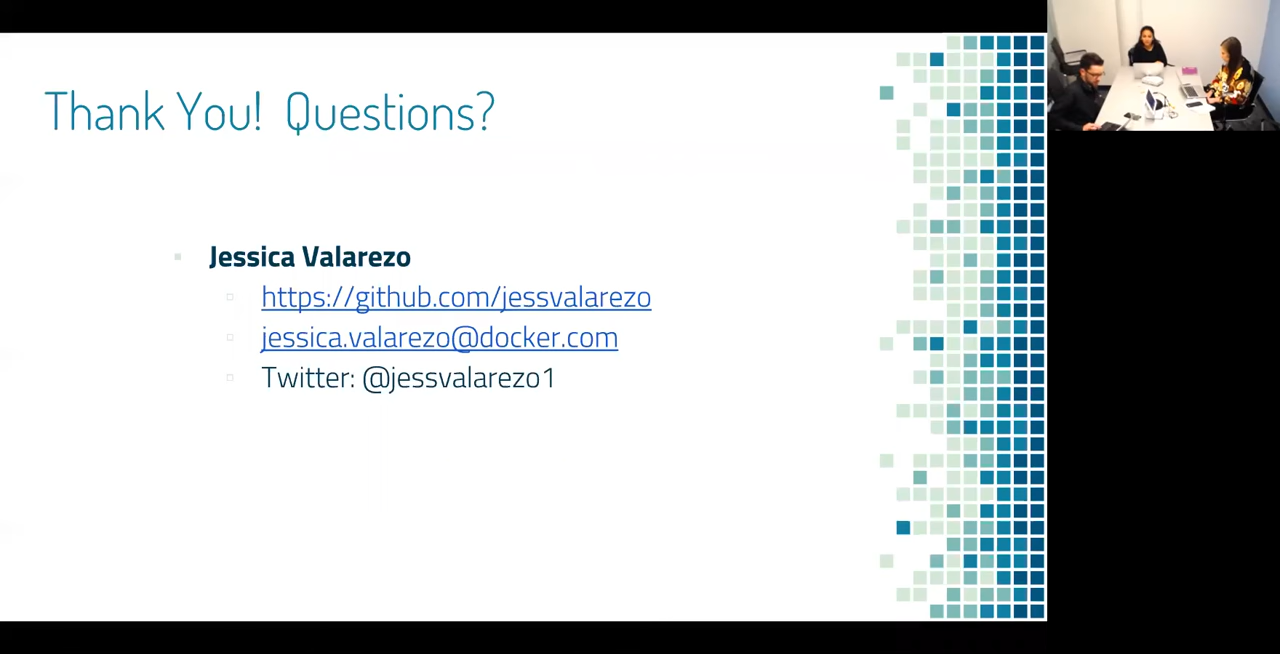 Thank You! Questions?
Jessica Valarezo
https://github.com/jessvalarezo
jessica.valarezo@docker.com
Twitter: @jessvalarezo1